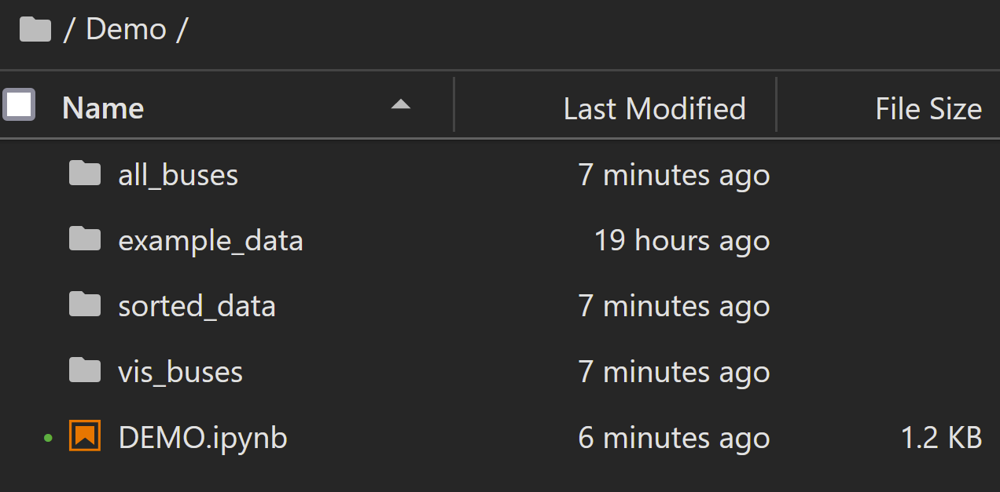 / Demo /
Name Last Modified File Size
all_buses 7 minutes ago
example_data 19 hours ago
sorted_data 7 minutes ago
vis_buses 7 minutes ago
DEMO.ipynb 6 minutes ago 1.2 KB